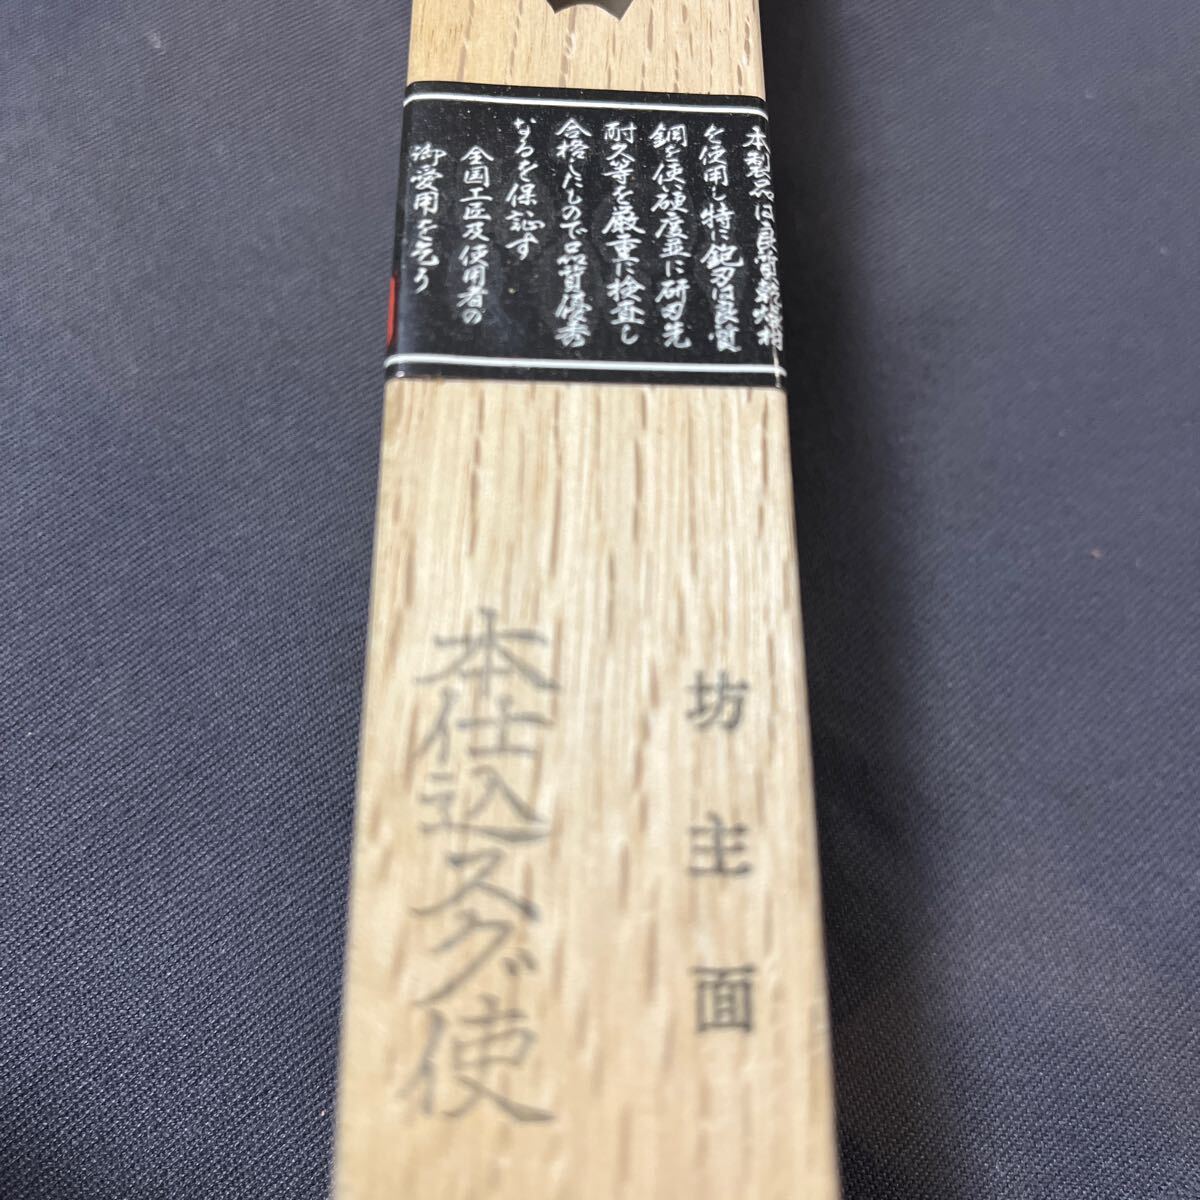 本製品は良質乾燥樹
を使用し特に鉋刃は良質
鋼を使い硬度並に研刃先
耐久等を厳重に検査し
合格したもので品質優秀
なるを保証す
全国工匠及使用者の
御愛用を乞う
坊主面
本仕込スグ使